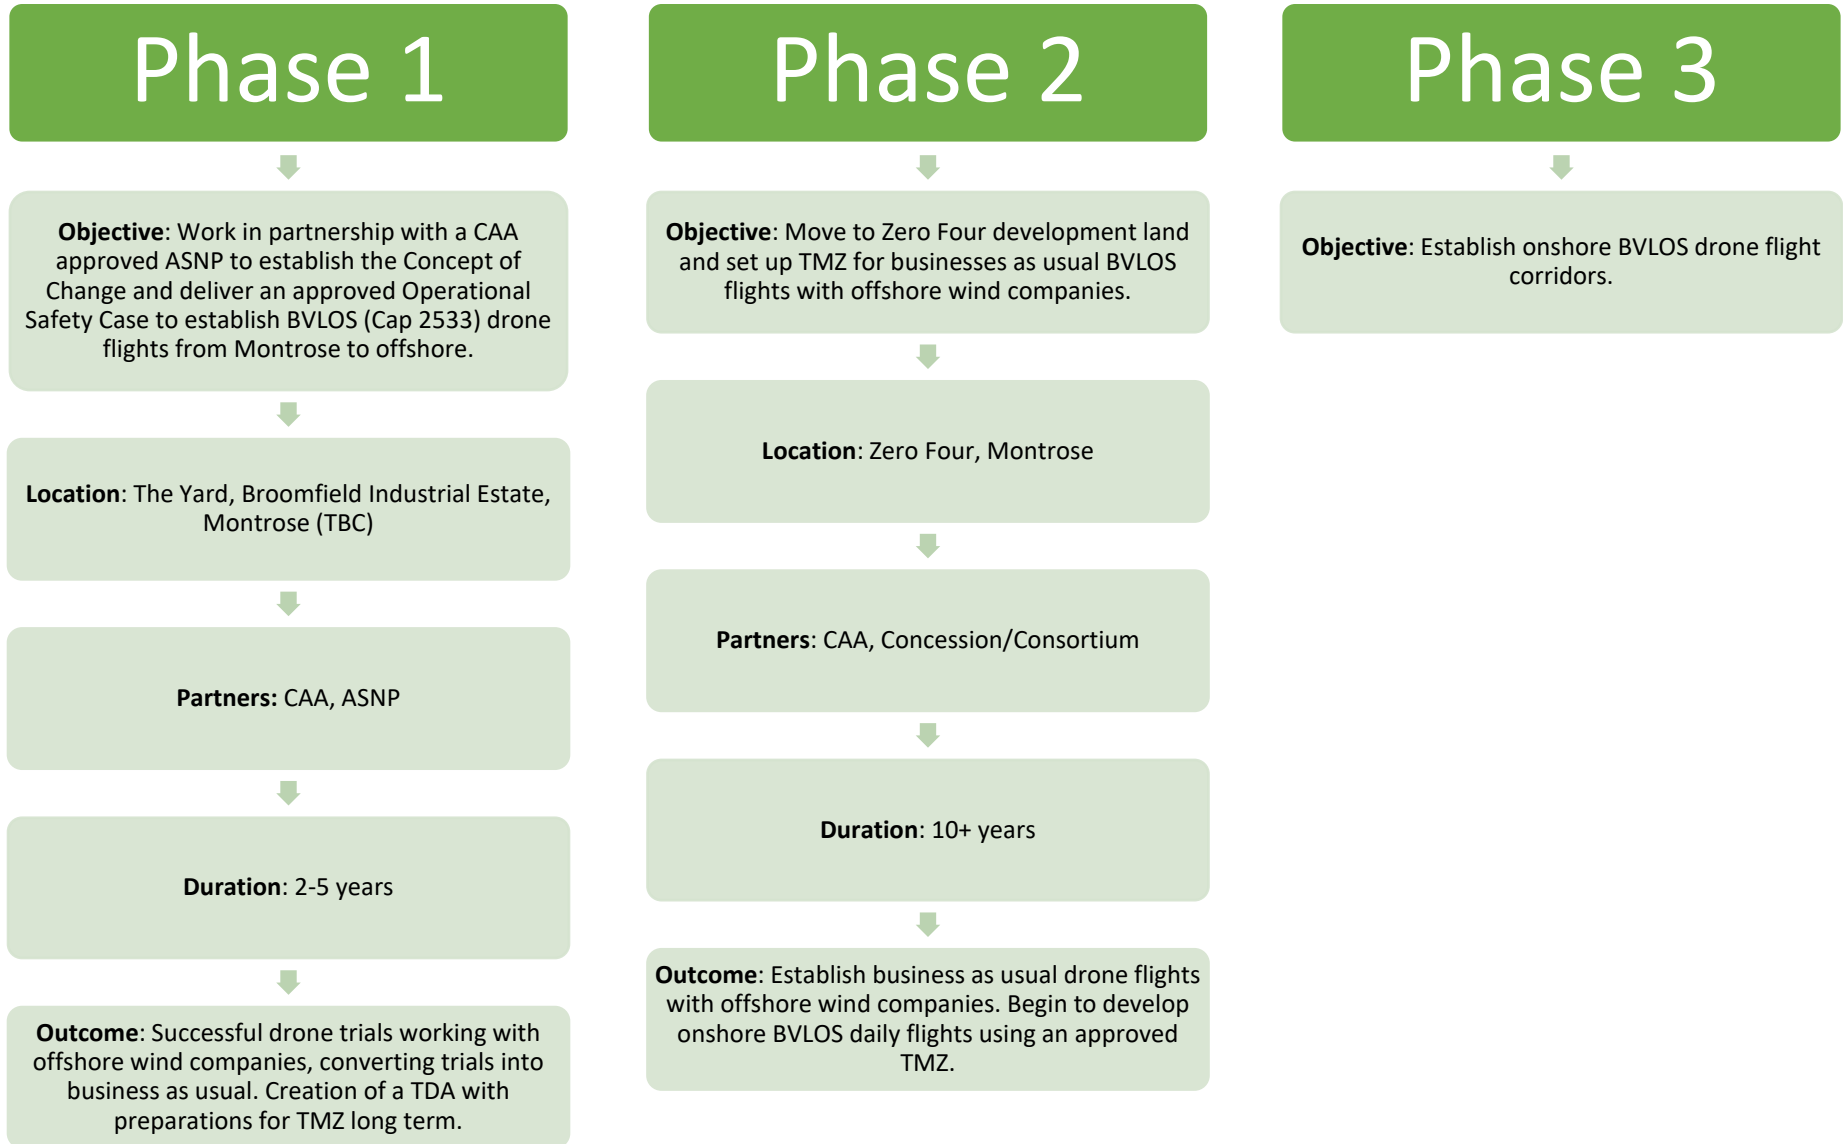 Phase 1
Objective: Work in partnership with a CAA
approved ASNP to establish the Concept of
Change and deliver an approved Operational
Safety Case to establish BVLOS (Cap 2533) drone
flights from Montrose to offshore.
Location: The Yard, Broomfield Industrial Estate,
Montrose (TBC)
Partners: CAA, ASNP
Duration: 2-5 years
Outcome: Successful drone trials working with
offshore wind companies, converting trials into
business as usual. Creation of a TDA with
preparations for TMZ long term.
Phase 2
Objective: Move to Zero Four development land
and set up TMZ for businesses as usual BVLOS
flights with offshore wind companies.
Location: Zero Four, Montrose
Partners: CAA, Concession/Consortium
Duration: 10+ years
Outcome: Establish business as usual drone flights
with offshore wind companies. Begin to develop
onshore BVLOS daily flights using an approved
TMZ.
Phase 3
Objective: Establish onshore BVLOS drone flight
corridors.